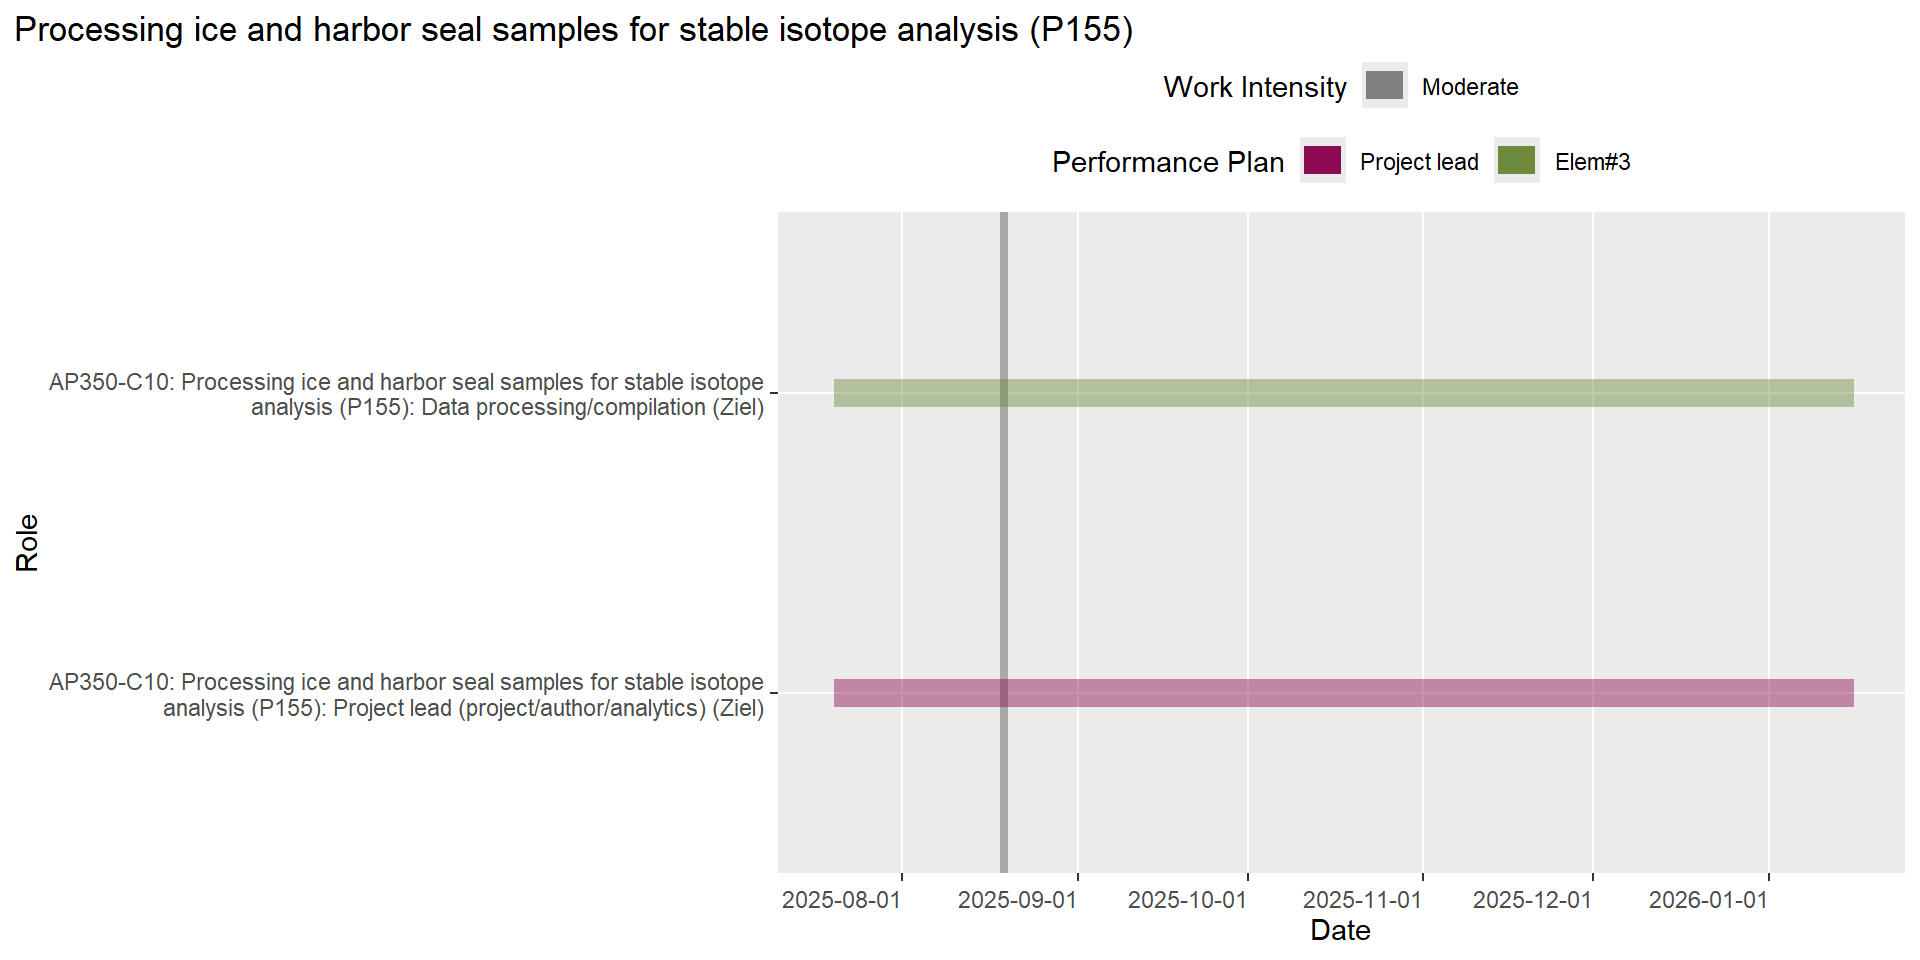 Processing ice and harbor seal samples for stable isotope analysis (P155)
Work Intensity Moderate
Performance Plan Project lead Elem#3
AP350-C10: Processing ice and harbor seal samples for stable isotope
analysis (P155): Data processing/compilation (Ziel)
Role
AP350-C10: Processing ice and harbor seal samples for stable isotope
analysis (P155): Project lead (project/author/analytics) (Ziel)
2025-08-01 2025-09-01 2025-10-01 2025-11-01 2025-12-01 2026-01-01
Date